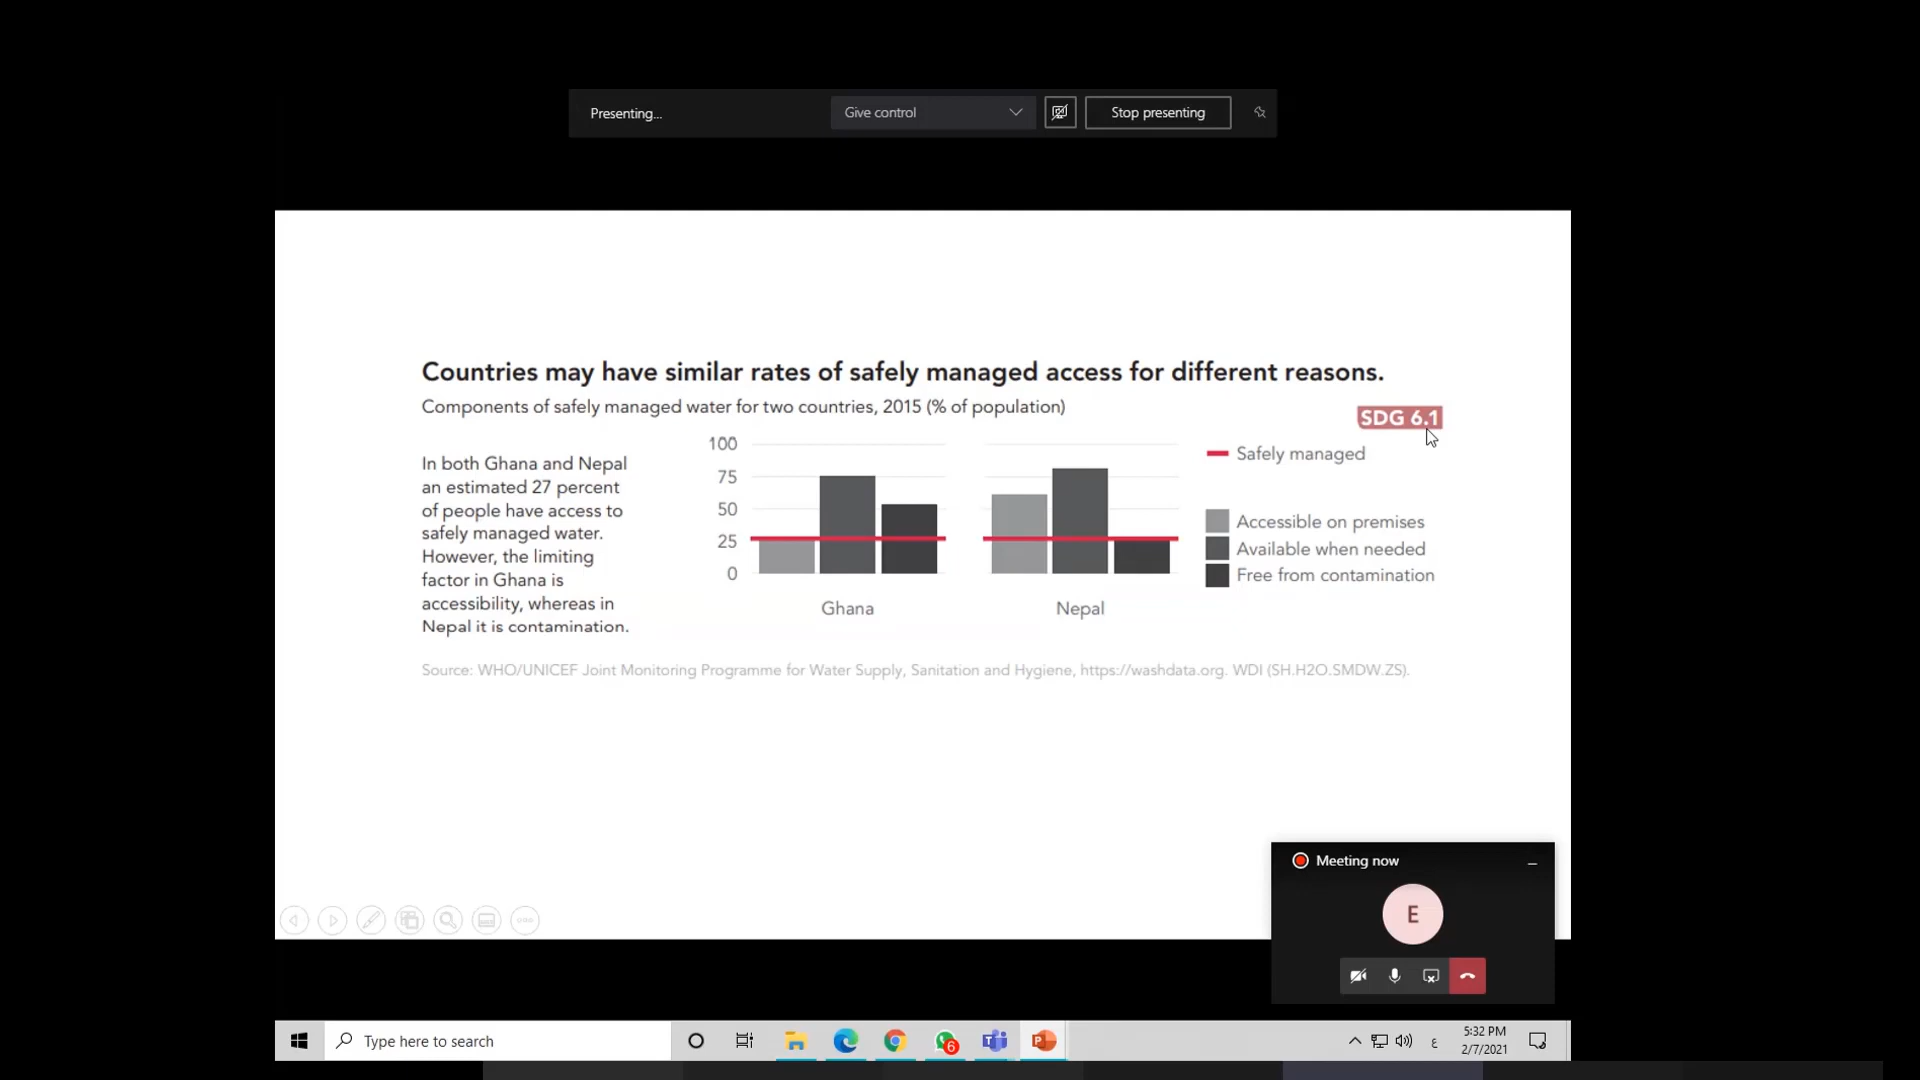 Presenting...
Give control
Stop presenting
Countries may have similar rates of safely managed access for different reasons.
Components of safely managed water for two countries, 2015 (% of population)
SDG 6.1
In both Ghana and Nepal
an estimated 27 percent
of people have access to
safely managed water.
However, the limiting
factor in Ghana is
accessibility, whereas in
Nepal it is contamination.
100
75
50
25
0
Ghana
Nepal
Safely managed
Accessible on premises
Available when needed
Free from contamination
Source: WHO/UNICEF Joint Monitoring Programme for Water Supply, Sanitation and Hygiene, https://washdata.org. WDI (SH.H2O.SMDW.ZS).
Meeting now
E
Type here to search
6
ع
5:32 PM
2/7/2021